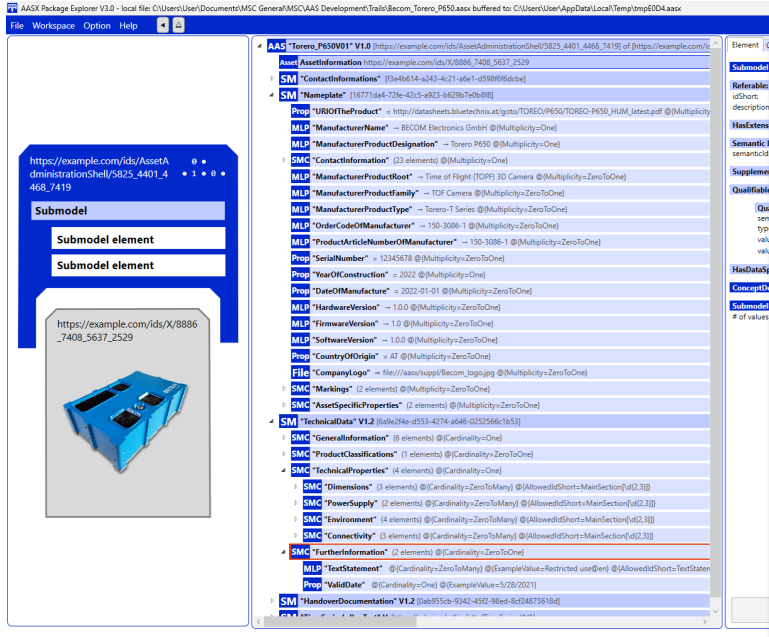 AASX Package Explorer V3.0 - local file: C:\Users\User\Documents\MSC General\MSC\AAS Development\Trails\Becom_Torero_P650.aasx buffered to: C:\Users\User\AppData\Local\Temp\tmpE0D4.aasx
File Workspace Option Help
https://example.com/ids/AssetA
dministrationShell/5825_4401_4
468_7419
0
1 0
Submodel
Submodel element
Submodel element
https://example.com/ids/X/8886
_7408_5637_2529
AAS "Torero_P650V01" V1.0 [https://example.com/ids/AssetAdministrationShell/5825_4401_4468_7419] of [https://example.com/ic
Asset AssetInformation https://example.com/ids/X/8886_7408_5637_2529
SM "ContactInformations" [f3e4b614-a243-4c21-a6e1-d598f6f6dcbe]
SM "Nameplate" [16771da4-72fe-42c5-a923-b629b7e0b8f8]
Prop "URIOfTheProduct" = http://datasheets.bluetechnix.at/goto/TOREO/P650/TOREO-P650_HUM_latest.pdf @{Multiplicity
MLP "ManufacturerName" → BECOM Electronics GmbH @{Multiplicity=One}
MLP "ManufacturerProductDesignation" → Torero P650 @{Multiplicity=One}
SMC "ContactInformation" (23 elements) @{Multiplicity=One}
MLP "ManufacturerProductRoot" → Time of Flight (TOPF) 3D Camera @{Multiplicity=ZeroToOne}
MLP "ManufacturerProductFamily" → TOF Camera @{Multiplicity=ZeroToOne}
MLP "ManufacturerProductType" → Torero-T Series @{Multiplicity=ZeroToOne}
MLP "OrderCodeOfManufacturer" → 150-3086-1 @{Multiplicity=ZeroToOne}
MLP "ProductArticleNumberOfManufacturer" → 150-3086-1 @{Multiplicity=ZeroToOne}
Prop "SerialNumber" = 12345678 @{Multiplicity=ZeroToOne}
Prop "YearOfConstruction" = 2022 @{Multiplicity=One}
Prop "DateOfManufacture" = 2022-01-01 @{Multiplicity=ZeroToOne}
MLP "HardwareVersion" → 1.0.0 @{Multiplicity=ZeroToOne}
MLP "FirmwareVersion" → 1.0 @{Multiplicity=ZeroToOne}
MLP "SoftwareVersion" → 1.0.0 @{Multiplicity=ZeroToOne}
Prop "CountryOfOrigin" = AT @{Multiplicity=ZeroToOne}
File "CompanyLogo" → file:///aasx/suppl/Becom_logo.jpg @{Multiplicity=ZeroToOne}
SMC "Markings" (2 elements) @{Multiplicity=ZeroToOne}
SMC "AssetSpecificProperties" (2 elements) @{Multiplicity=ZeroToOne}
SM "TechnicalData" V1.2 [6a9e2f4e-d553-4274-a646-0252566c1b53]
SMC "GeneralInformation" (6 elements) @{Cardinality=One}
SMC "ProductClassifications" (1 elements) @{Cardinality=ZeroToOne}
SMC "TechnicalProperties" (4 elements) @{Cardinality=One}
SMC "Dimensions" (3 elements) @{Cardinality=ZeroToMany} @{AllowedIdShort=MainSection[\d{2,3}]}
SMC "PowerSupply" (2 elements) @{Cardinality=ZeroToMany} @{AllowedIdShort=MainSection[\d{2,3}]}
SMC "Environment" (4 elements) @{Cardinality=ZeroToMany} @{AllowedIdShort=MainSection[\d{2,3}]}
SMC "Connectivity" (3 elements) @{Cardinality=ZeroToMany} @{AllowedIdShort=MainSection[\d{2,3}]}
SMC "FurtherInformation" (2 elements) @{Cardinality=ZeroToOne}
MLP "TextStatement" @{Cardinality=ZeroToMany} @{ExampleValue=Restricted use@en} @{AllowedIdShort=TextStaten
Prop "ValidDate" @{Cardinality=One} @{ExampleValue=5/28/2021}
SM "HandoverDocumentation" V1.2 [0ab955cb-9342-45f2-98ed-8cf24873618d]
Element
Submodel
Referable:
idShort:
description
HasExtens
Semantic I
semanticId
Supplemen
Qualifiable
Qua
sem
typ
valu
valu
HasDataSp
ConceptDe
Submodel
# of values